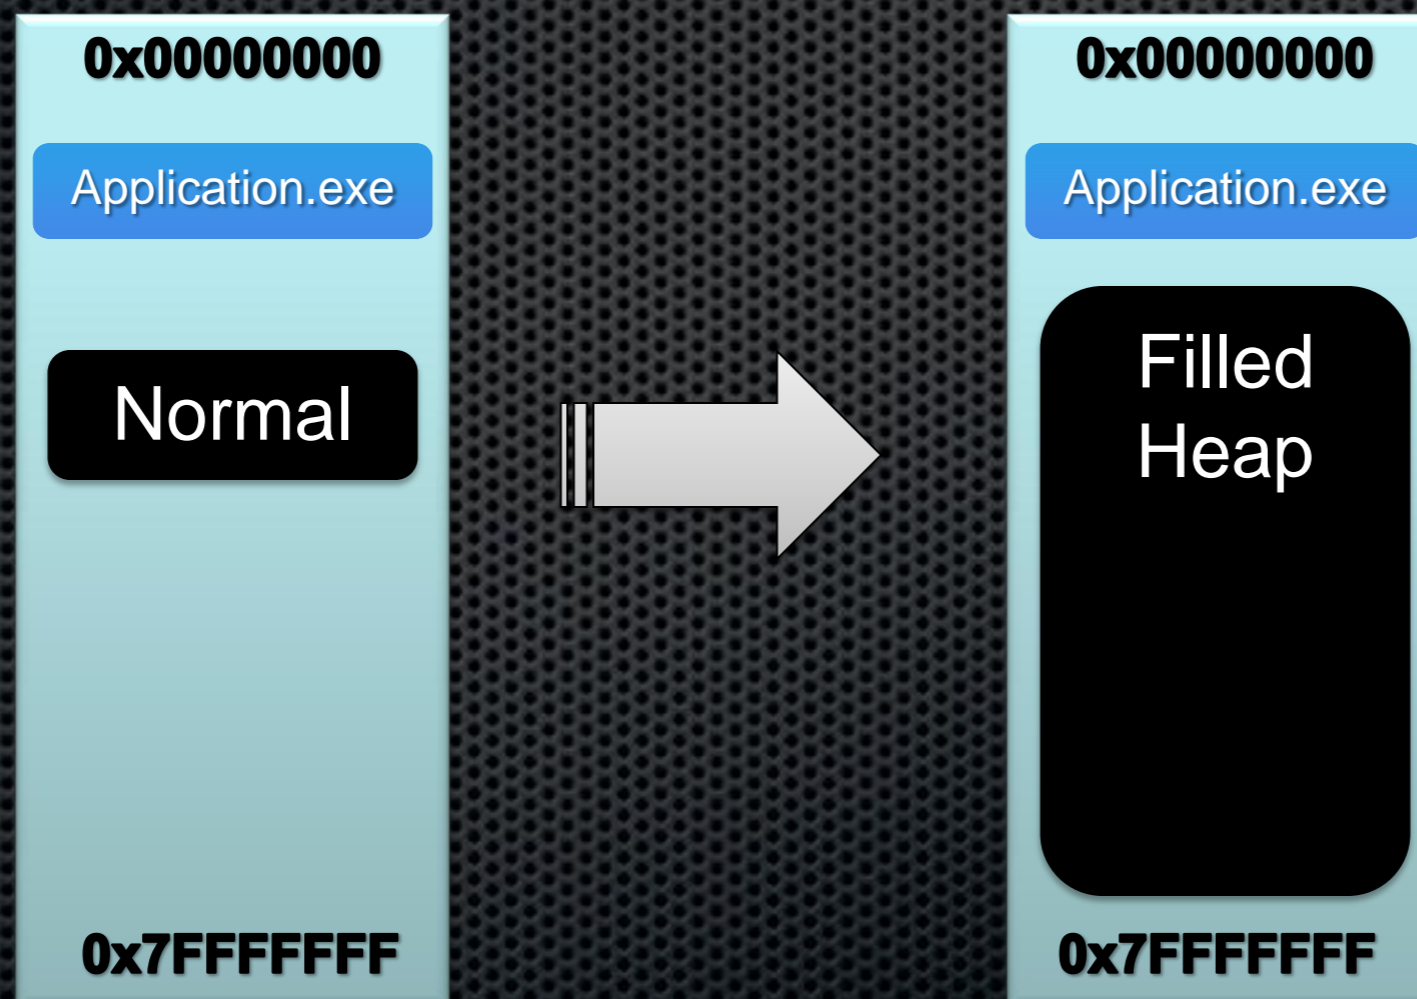 0x00000000
Application.exe
Normal
0x7FFFFFFF
0x00000000
Application.exe
Filled
Heap
0x7FFFFFFF